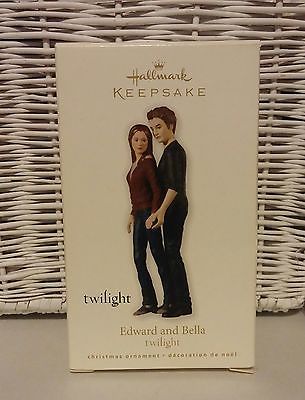 Hallmark
KEEPSAKE
twilight
Edward and Bella
twilight
christmas ornament • décoration de noël